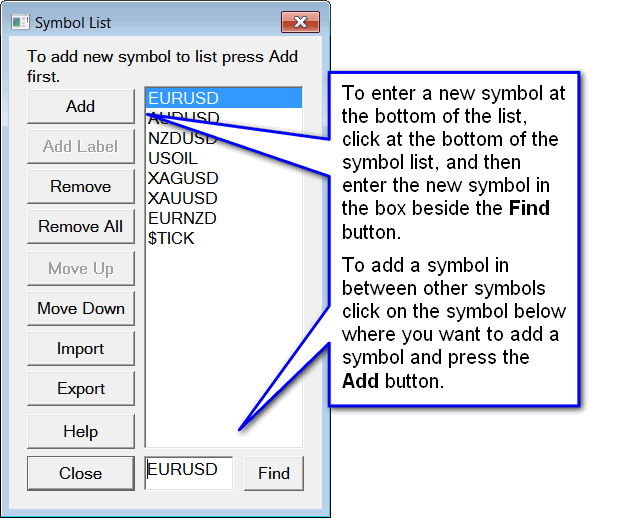 Symbol List
To add new symbol to list press Add
first.
Add
Add Label
Remove
Remove All
Move Up
Move Down
Import
Export
Help
Close
EURUSD
AUDUSD
NZDUSD
USOIL
XAGUSD
XAUUSD
EURNZD
$TICK
EURUSD
Find
To enter a new symbol at
the bottom of the list,
click at the bottom of the
symbol list, and then
enter the new symbol in
the box beside the Find
button.
To add a symbol in
between other symbols
click on the symbol below
where you want to add a
symbol and press the
Add button.